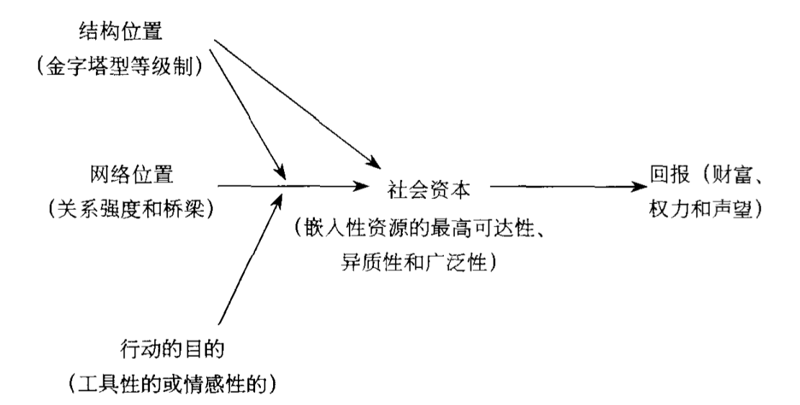 结构位置
（金字塔型等级制）
网络位置
（关系强度和桥梁）
社会资本
（嵌入性资源的最高可达性、
异质性和广泛性）
回报（财富、
权力和声望）
行动的目的
（工具性的或情感性的）